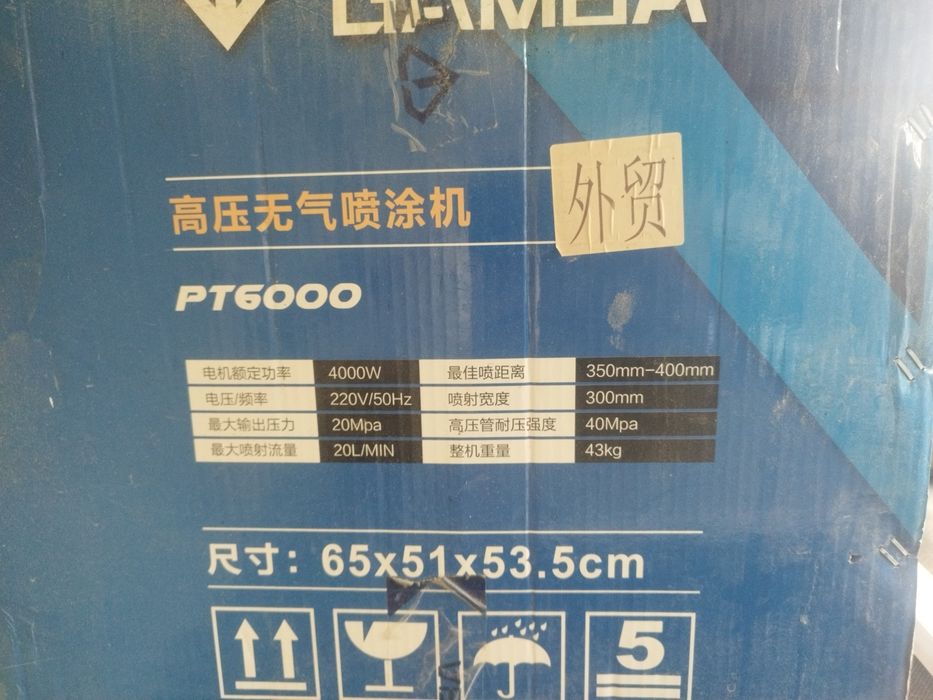 高压无气喷涂机
外贸
PT6000
电机额定功率 4000W 最佳喷距离 350mm-400mm
电压/频率 220V/50Hz 喷射宽度 300mm
最大输出压力 20Mpa 高压管耐压强度 40Mpa
最大喷射流量 20L/MIN 整机重量 43kg
尺寸：65x51x53.5cm
5